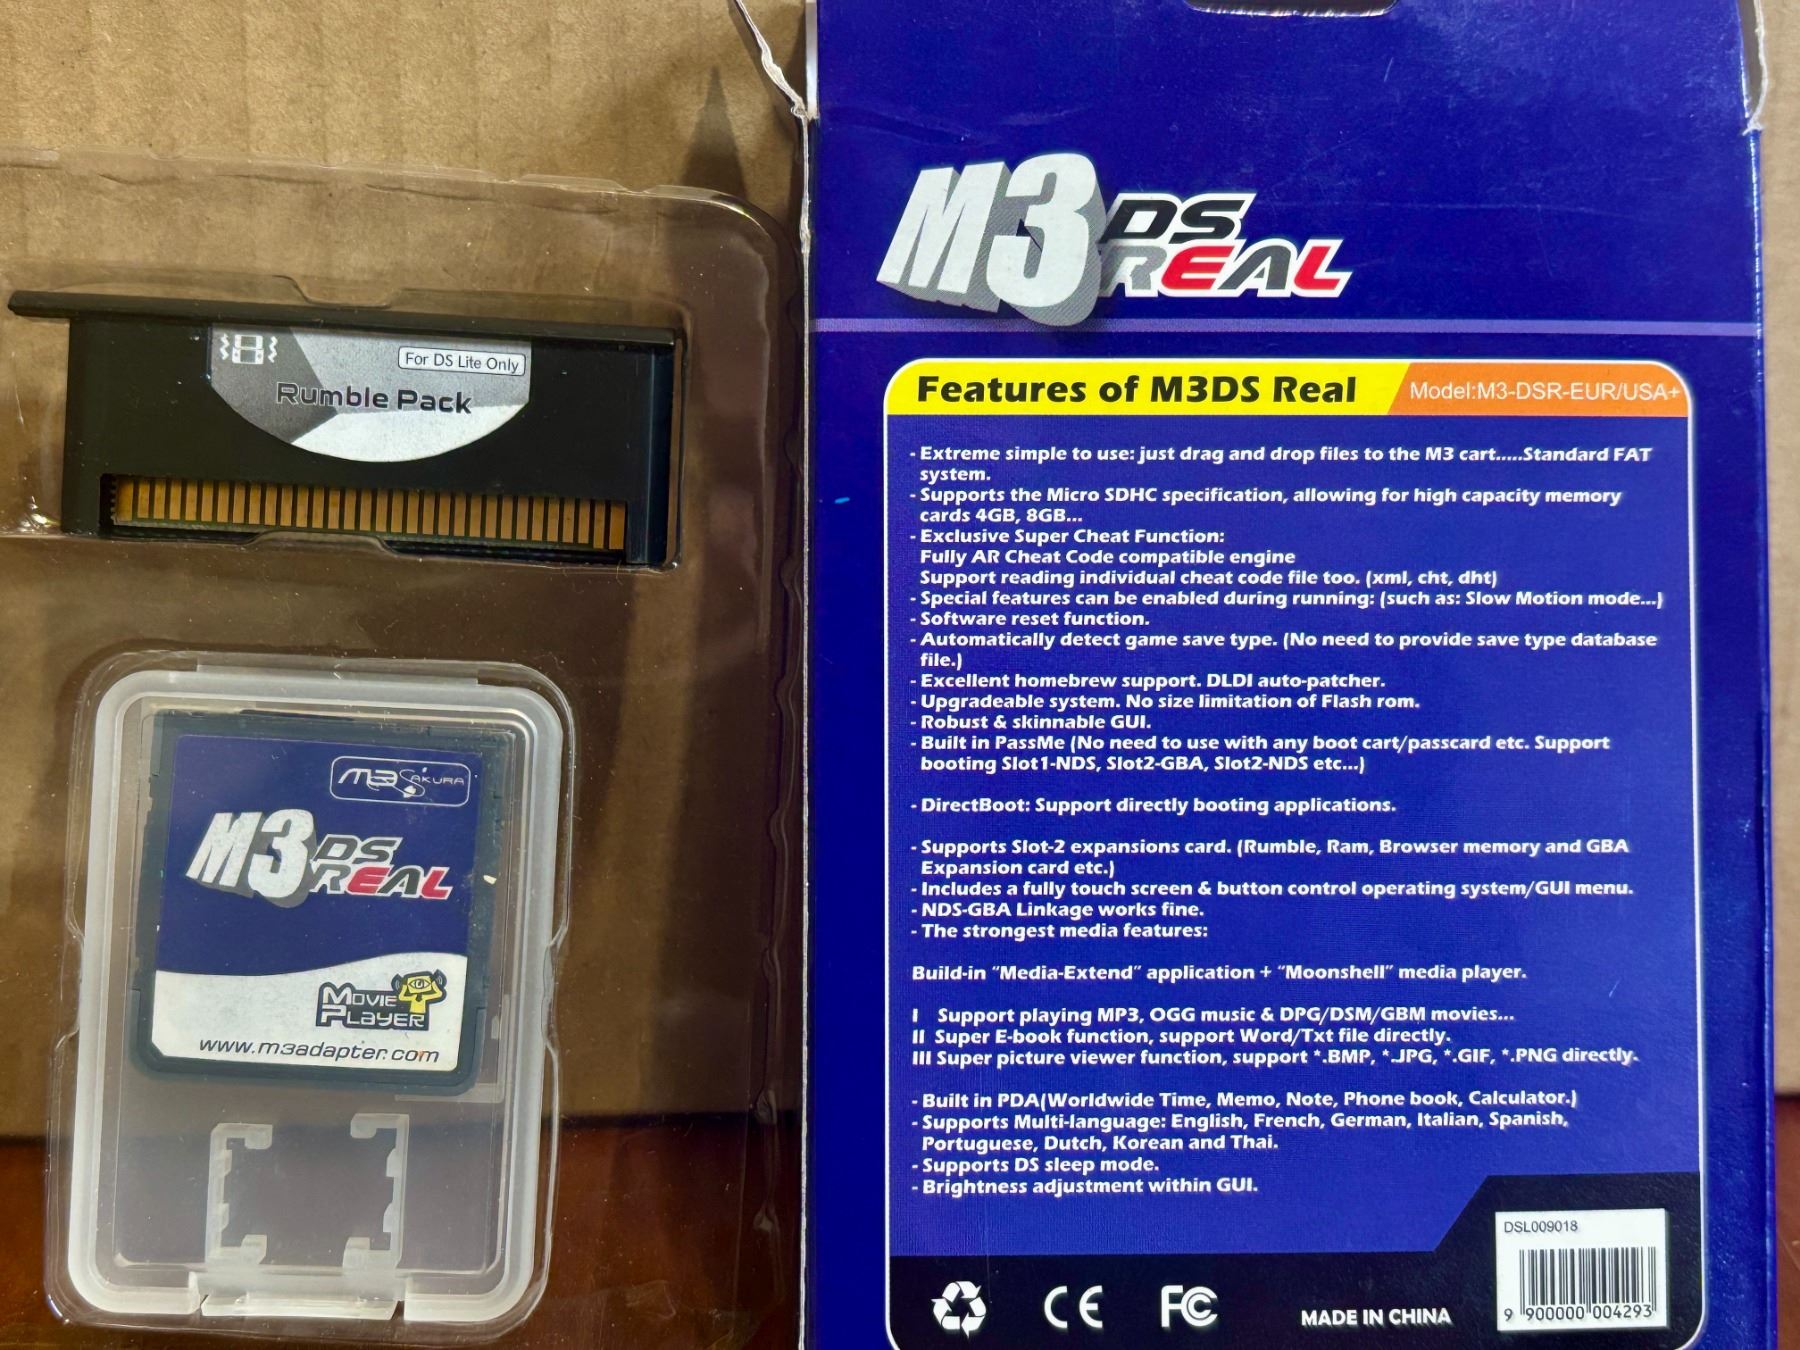 For DS Lite Only
Rumble Pack
M3 SAKURA
M3 DS
REAL
MOVIE
PLAYER
www.m3adapter.com
M3 DS
REAL
Features of M3DS Real
Model:M3-DSR-EUR/USA+
- Extreme simple to use: just drag and drop files to the M3 cart.....Standard FAT
system.
- Supports the Micro SDHC specification, allowing for high capacity memory
cards 4GB, 8GB...
- Exclusive Super Cheat Function:
Fully AR Cheat Code compatible engine
Support reading individual cheat code file too. (xml, cht, dht)
- Special features can be enabled during running: (such as: Slow Motion mode...)
- Software reset function.
- Automatically detect game save type. (No need to provide save type database
file.)
- Excellent homebrew support. DLDI auto-patcher.
- Upgradeable system. No size limitation of Flash rom.
- Robust & skinnable GUI.
- Built in PassMe (No need to use with any boot cart/passcard etc. Support
booting Slot1-NDS, Slot2-GBA, Slot2-NDS etc...)
- DirectBoot: Support directly booting applications.
- Supports Slot-2 expansions card. (Rumble, Ram, Browser memory and GBA
Expansion card etc.)
- Includes a fully touch screen & button control operating system/GUI menu.
- NDS-GBA Linkage works fine.
- The strongest media features:
Build-in "Media-Extend" application + "Moonshell" media player.
I Support playing MP3, OGG music & DPG/DSM/GBM movies...
II Super E-book function, support Word/Txt file directly.
III Super picture viewer function, support *.BMP, *.JPG, *.GIF, *.PNG directly.
- Built in PDA(Worldwide Time, Memo, Note, Phone book, Calculator.)
- Supports Multi-language: English, French, German, Italian, Spanish,
Portuguese, Dutch, Korean and Thai.
- Supports DS sleep mode.
- Brightness adjustment within GUI.
DSL009018
9 900000 004293
CE FC
MADE IN CHINA